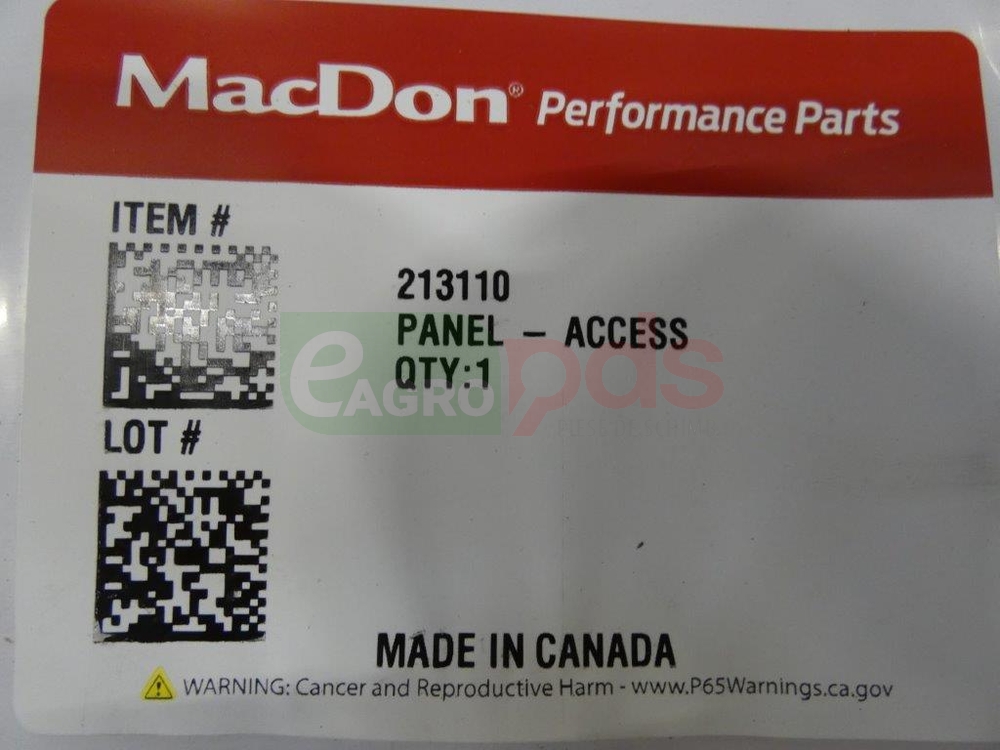 MacDon® Performance Parts
ITEM #
213110
PANEL – ACCESS
QTY:1
eAGRO pds
LOT #
MADE IN CANADA
WARNING: Cancer and Reproductive Harm - www.P65Warnings.ca.gov